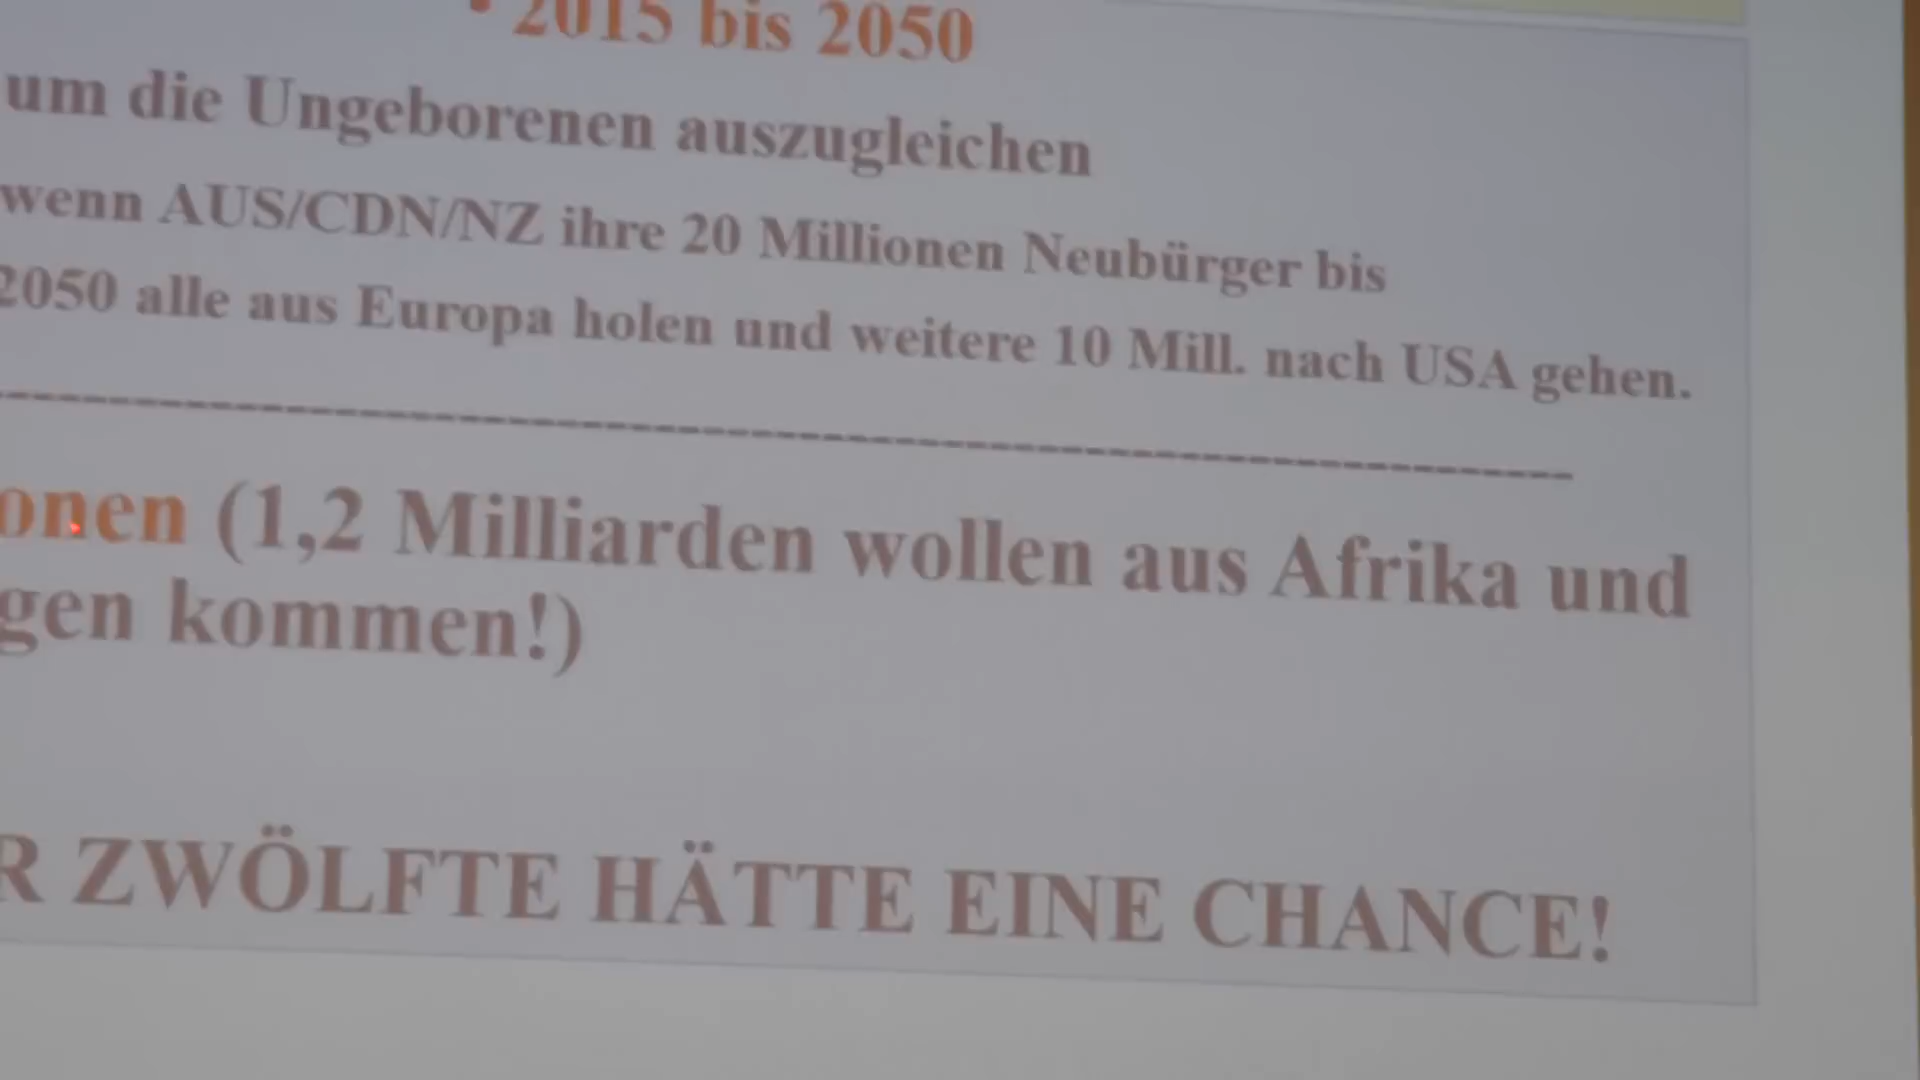 • 2015 bis 2050
um die Ungeborenen auszugleichen
wenn AUS/CDN/NZ ihre 20 Millionen Neubürger bis
2050 alle aus Europa holen und weitere 10 Mill. nach USA gehen.
onen (1,2 Milliarden wollen aus Afrika und
gen kommen!)
R ZWÖLFTE HÄTTE EINE CHANCE!